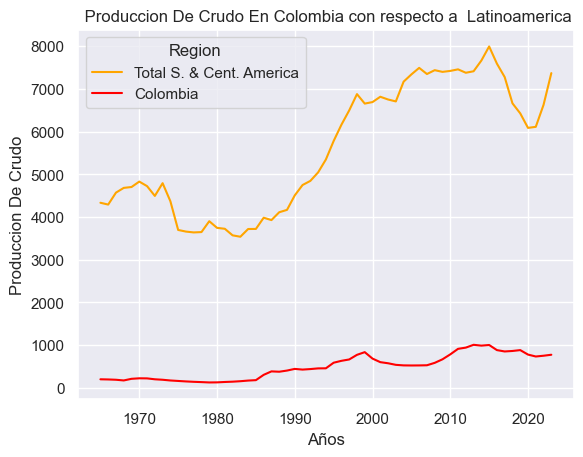 Produccion De Crudo En Colombia con respecto a  Latinoamerica
Region
Total S. & Cent. America
Colombia
Produccion De Crudo
8000
7000
6000
5000
4000
3000
2000
1000
0
1970
1980
1990
2000
2010
2020
Años